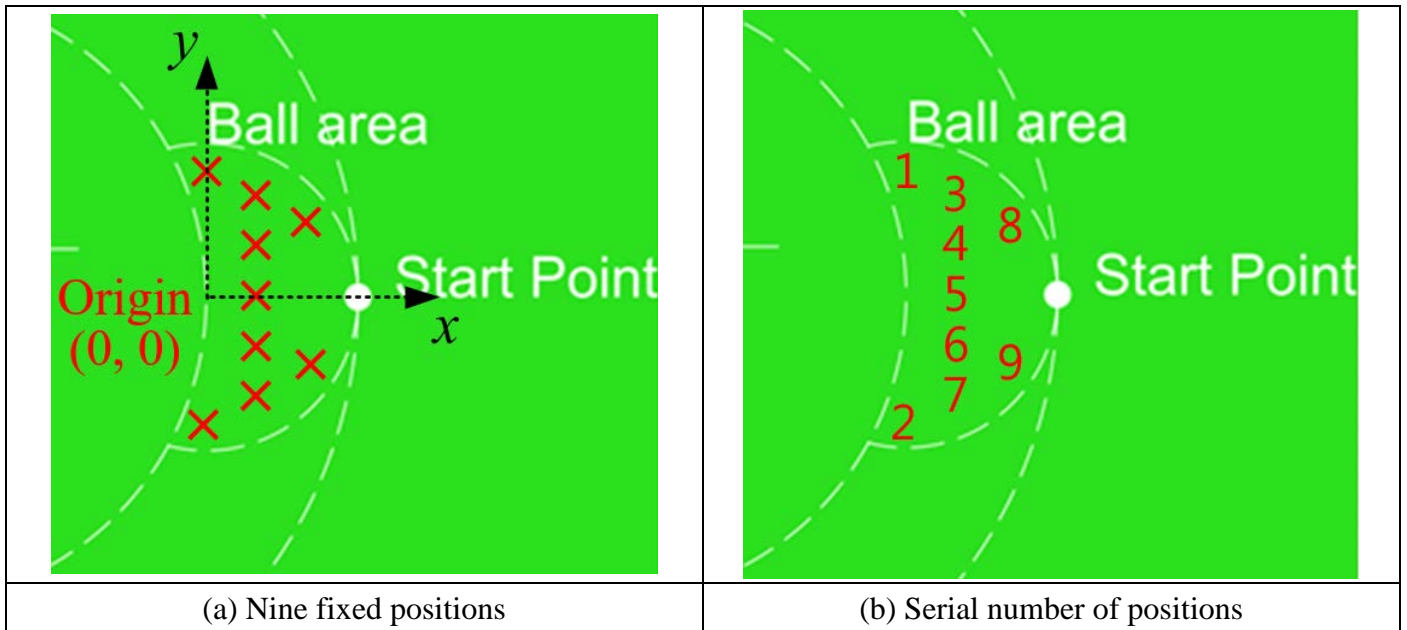 y
Ball area
Origin
(0, 0)
Start Point
x
(a) Nine fixed positions
Ball area
1
3
8
4
Start Point
5
6
9
7
2
(b) Serial number of positions